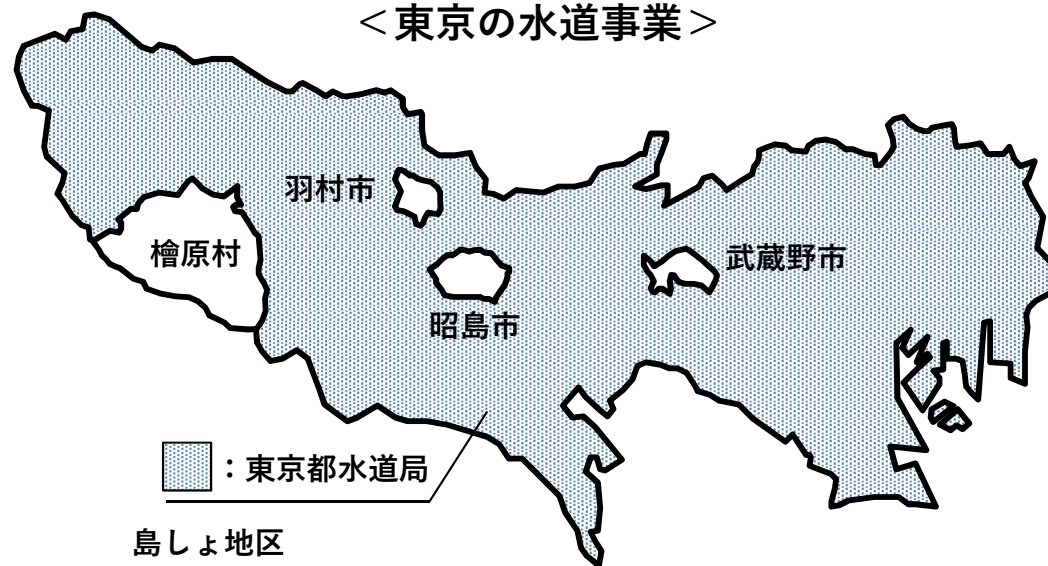 ＜東京の水道事業＞
羽村市
檜原村
武蔵野市
昭島市
：東京都水道局
島しょ地区